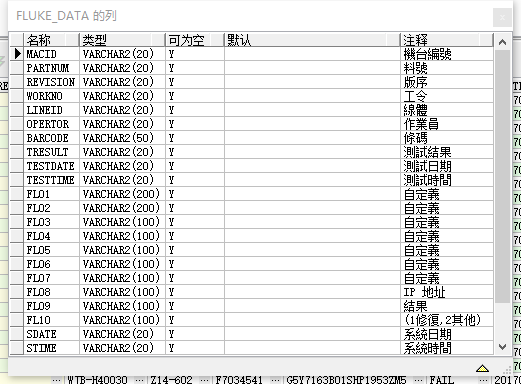 FLUKE_DATA 的列
名称 类型 可为空 默认 注释
MACID VARCHAR2(20) Y 機台編號
PARTNUM VARCHAR2(20) Y 料號
REVISION VARCHAR2(20) Y 版序
WORKNO VARCHAR2(20) Y 工令
LINEID VARCHAR2(20) Y 線體
OPERTOR VARCHAR2(20) Y 作業員
BARCODE VARCHAR2(50) Y 條碼
TRESULT VARCHAR2(20) Y 測試結果
TESTDATE VARCHAR2(20) Y 測試日期
TESTTIME VARCHAR2(20) Y 測試時間
FL01 VARCHAR2(200) Y 自定義
FL02 VARCHAR2(200) Y 自定義
FL03 VARCHAR2(100) Y 自定義
FL04 VARCHAR2(100) Y 自定義
FL05 VARCHAR2(100) Y 自定義
FL06 VARCHAR2(100) Y 自定義
FL07 VARCHAR2(100) Y 自定義
FL08 VARCHAR2(100) Y IP 地址
FL09 VARCHAR2(100) Y 結果
FL10 VARCHAR2(100) Y (1修復,2其他)
SDATE VARCHAR2(20) Y 系統日期
STIME VARCHAR2(20) Y 系統時間
WTB-H40030 ... Z14-602 ... F7034541 ... G5Y7163B01SHP1953ZM5 ... FAIL ... 201